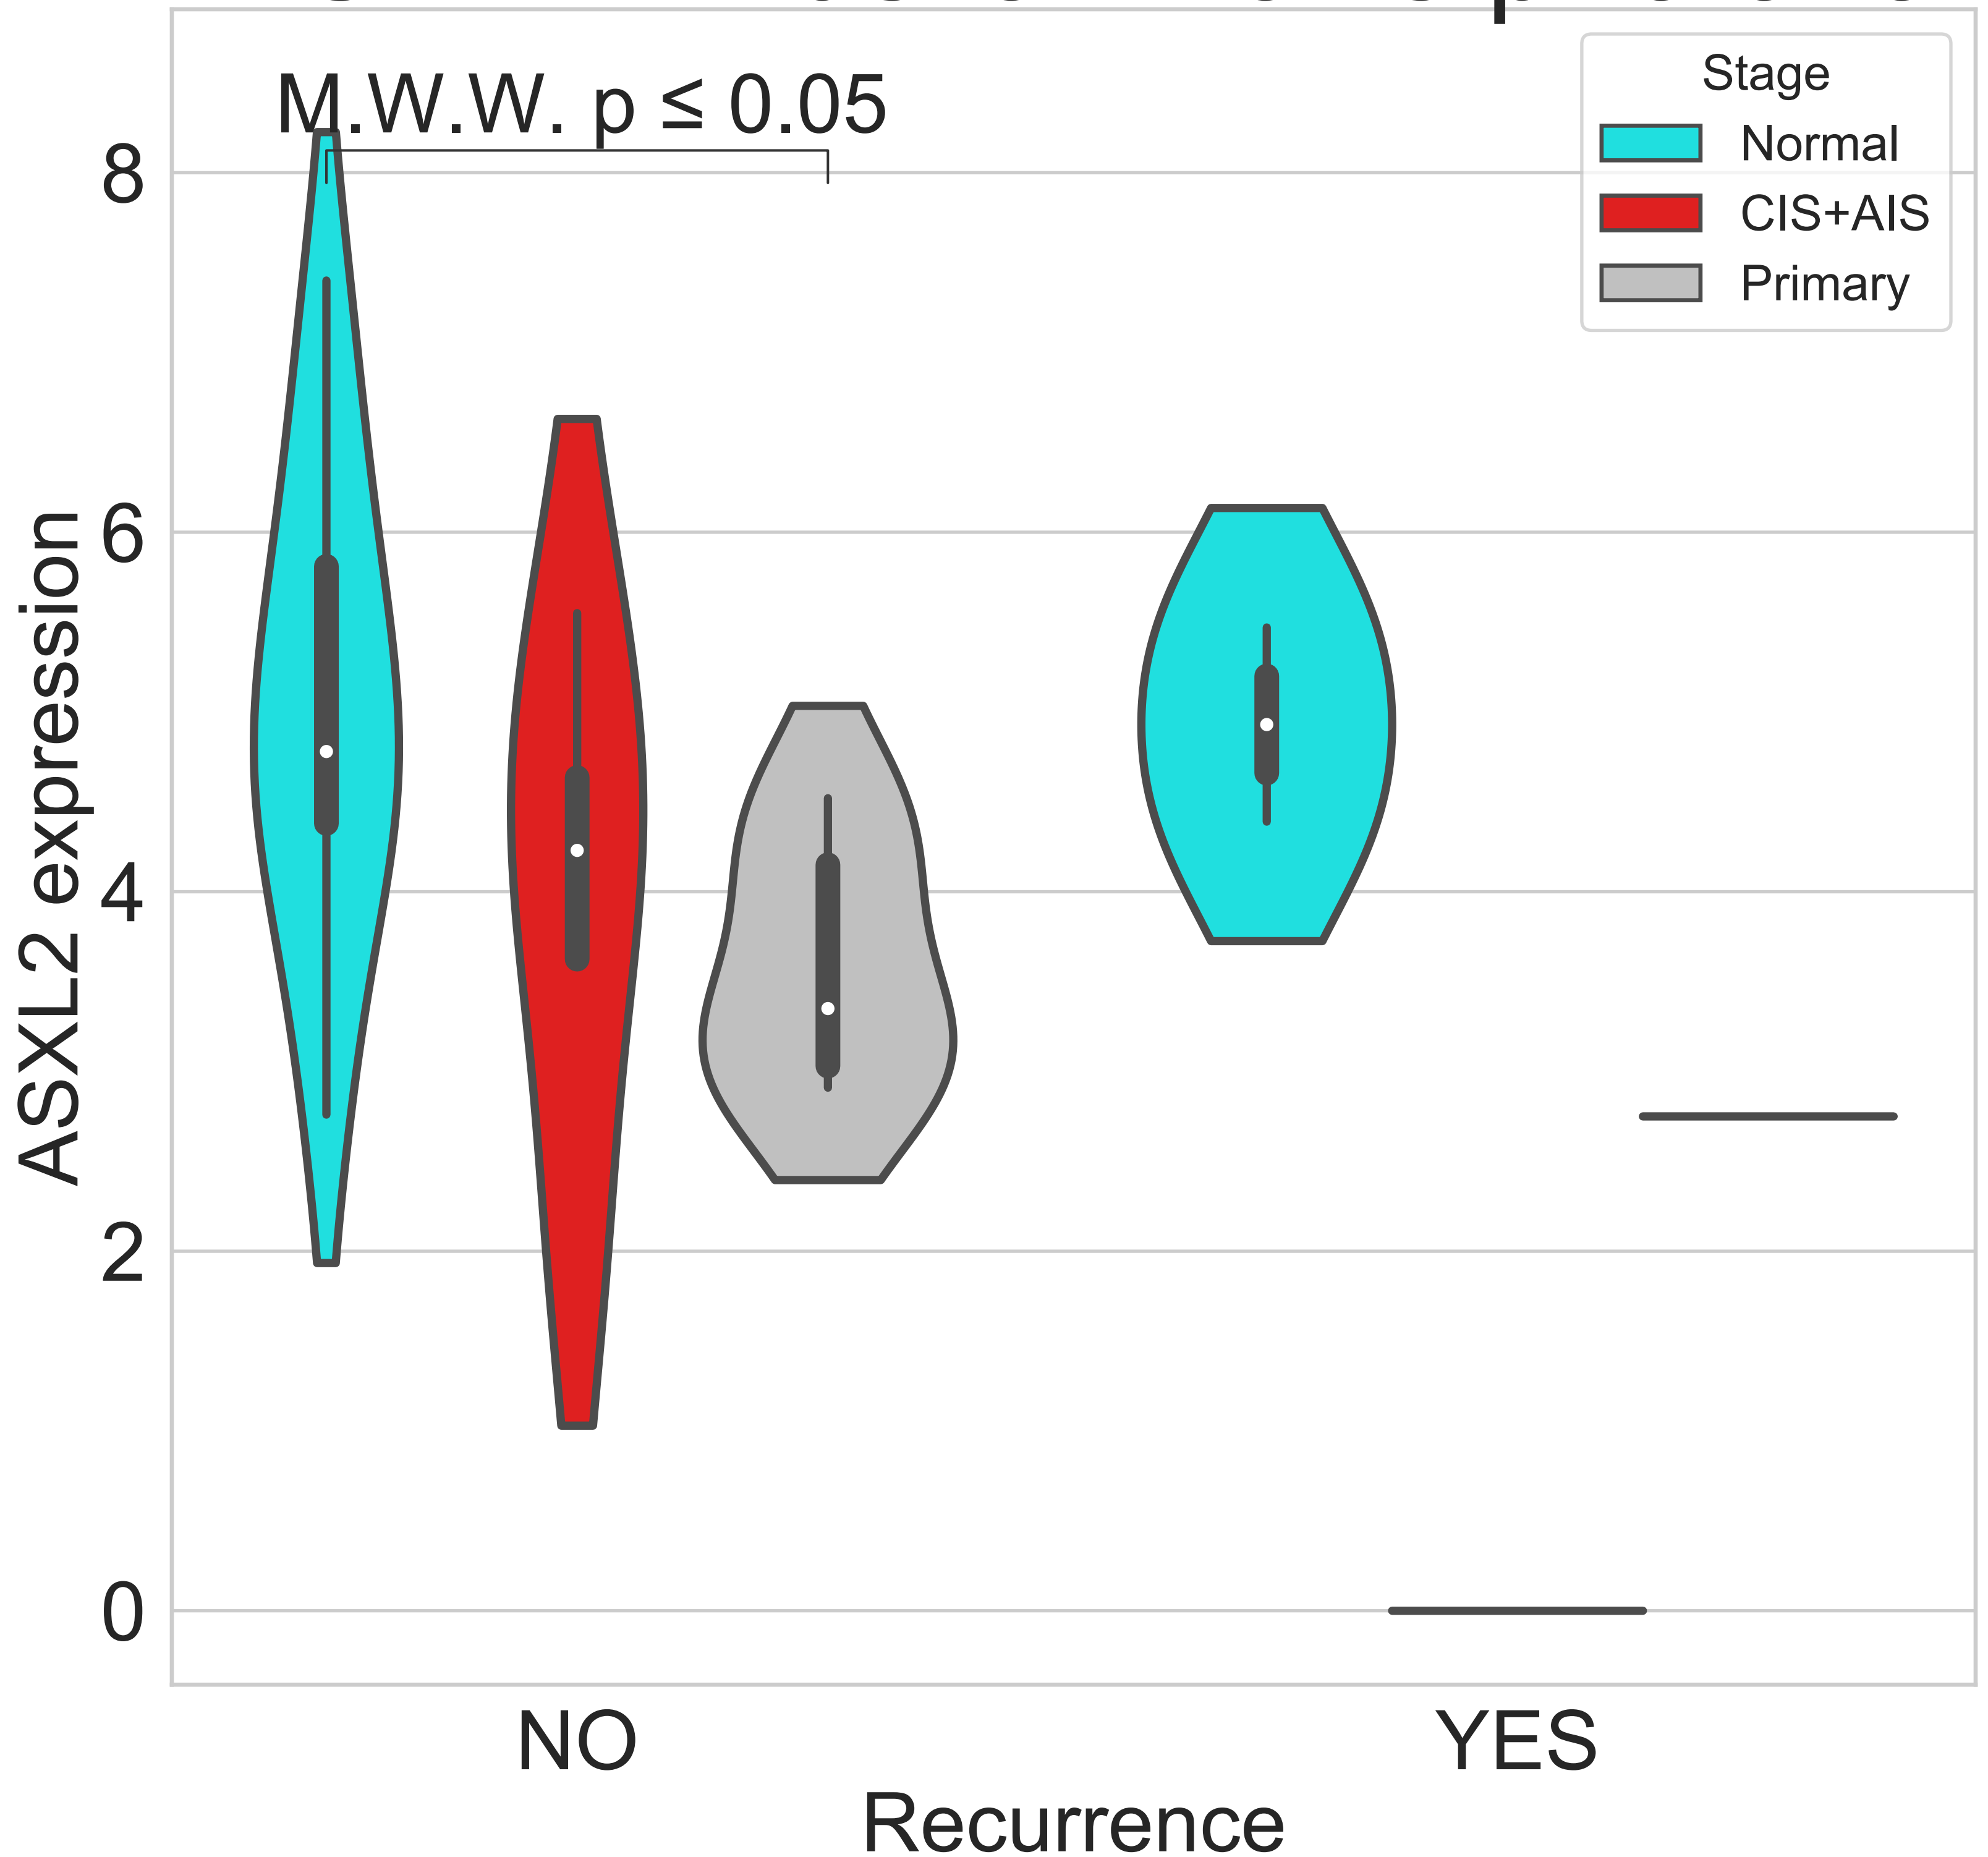 M.W.W. p ≤ 0.05
Stage
Normal
CIS+AIS
Primary
8
6
4
2
0
ASXL2 expression
NO
YES
Recurrence